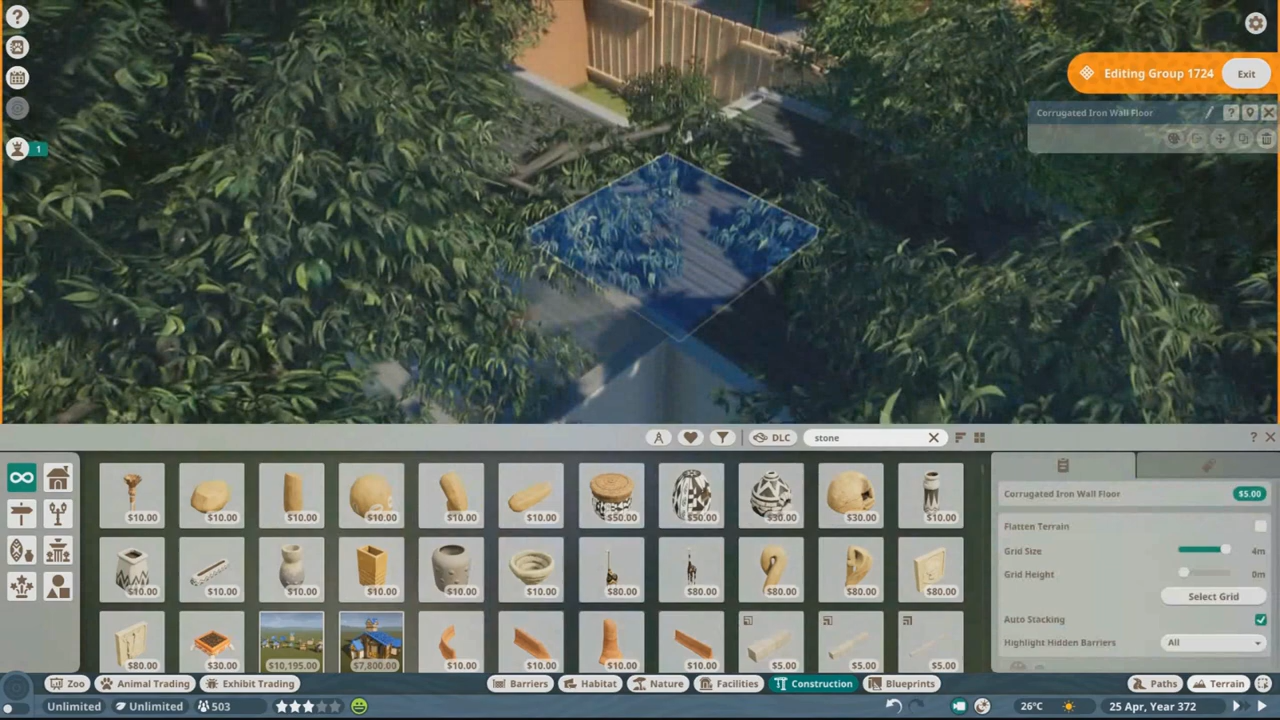 ?
Editing Group 1724
Exit
Corrugated Iron Wall Floor
?
1
DLC
stone
?
$10.00 $10.00 $10.00 $10.00 $10.00 $10.00 $50.00 $50.00 $30.00 $30.00 $10.00
$10.00 $10.00 $10.00 $10.00 $10.00 $10.00 $80.00 $80.00 $80.00 $80.00 $80.00
$80.00 $30.00 $10,195.00 $7,800.00 $10.00 $10.00 $10.00 $10.00 $5.00 $5.00 $5.00
Corrugated Iron Wall Floor $5.00
Flatten Terrain
Grid Size 4m
Grid Height 0m
Select Grid
Auto Stacking
Highlight Hidden Barriers All
Zoo Animal Trading Exhibit Trading Barriers Habitat Nature Facilities Construction Blueprints Paths Terrain
Unlimited Unlimited 503 26°C 25 Apr, Year 372